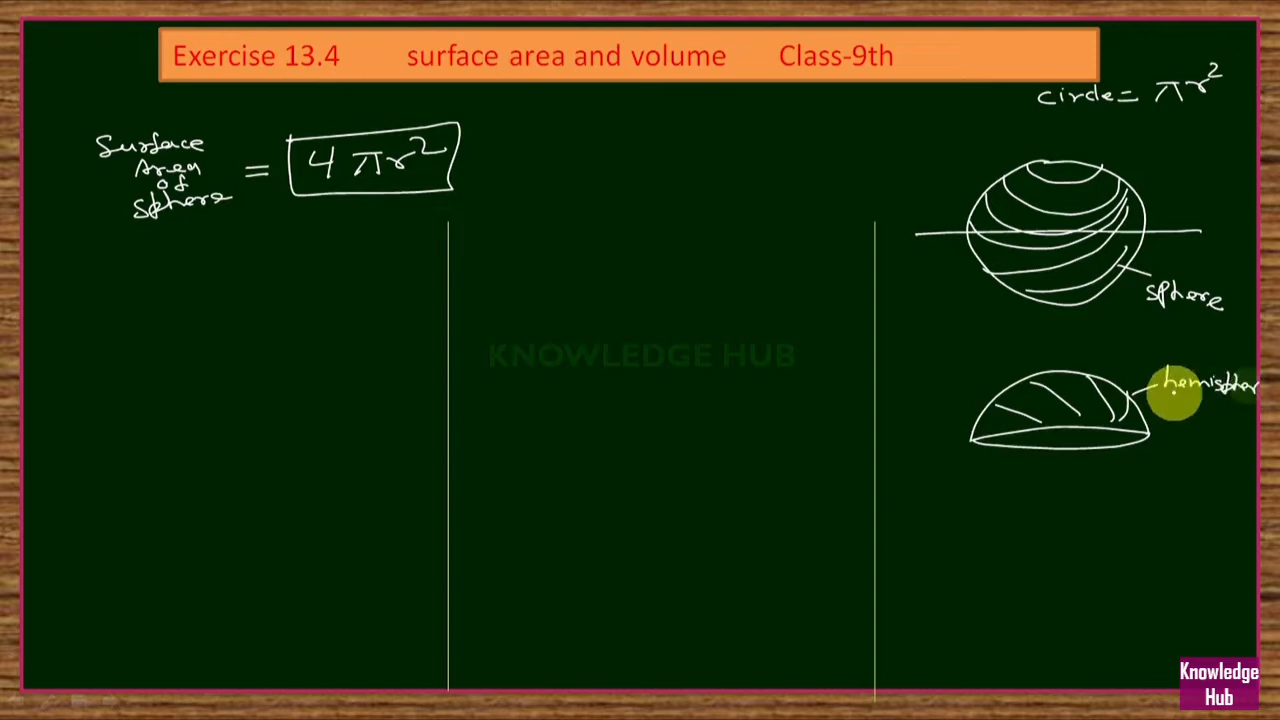 Exercise 13.4 surface area and volume Class-9th
circle = πr²
Surface
Area
of
Sphere
= 4πr²
sphere
KNOWLEDGE HUB
hemispher
Knowledge
Hub